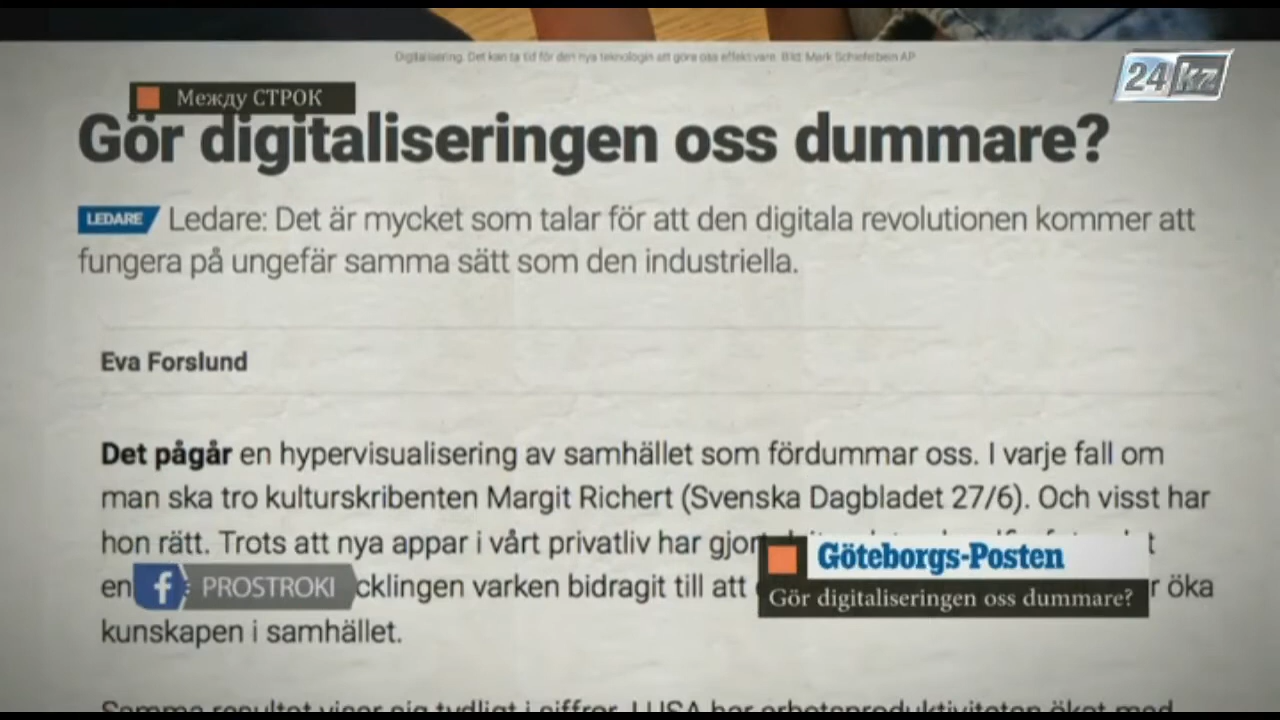 Digitalisering. Det kan ta tid för den nya teknologin att göra oss effektivare. Bild: Mark Schiefelbein AP
24 kz
Между СТРОК
Gör digitaliseringen oss dummare?
LEDARE Ledare: Det är mycket som talar för att den digitala revolutionen kommer att
fungera på ungefär samma sätt som den industriella.
Eva Forslund
Det pågår en hypervisualisering av samhället som fördummar oss. I varje fall om
man ska tro kulturskribenten Margit Richert (Svenska Dagbladet 27/6). Och visst har
hon rätt. Trots att nya appar i vårt privatliv har
varken bidragit till att
öka
kunskapen i samhället.
f PROSTROKI
Göteborgs-Posten
Gör digitaliseringen oss dummare?